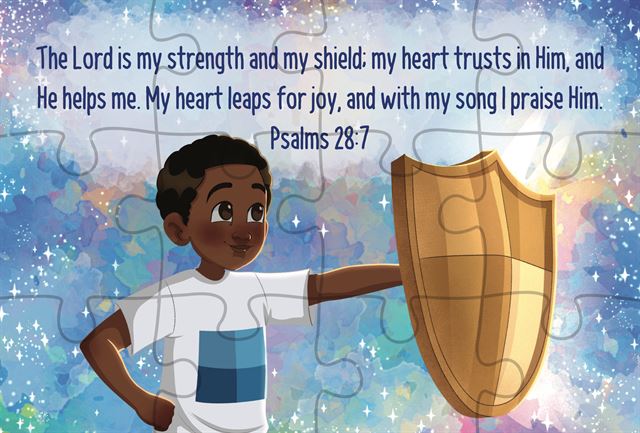 The Lord is my strength and my shield; my heart trusts in Him, and
He helps me. My heart leaps for joy, and with my song I praise Him.
Psalms 28:7